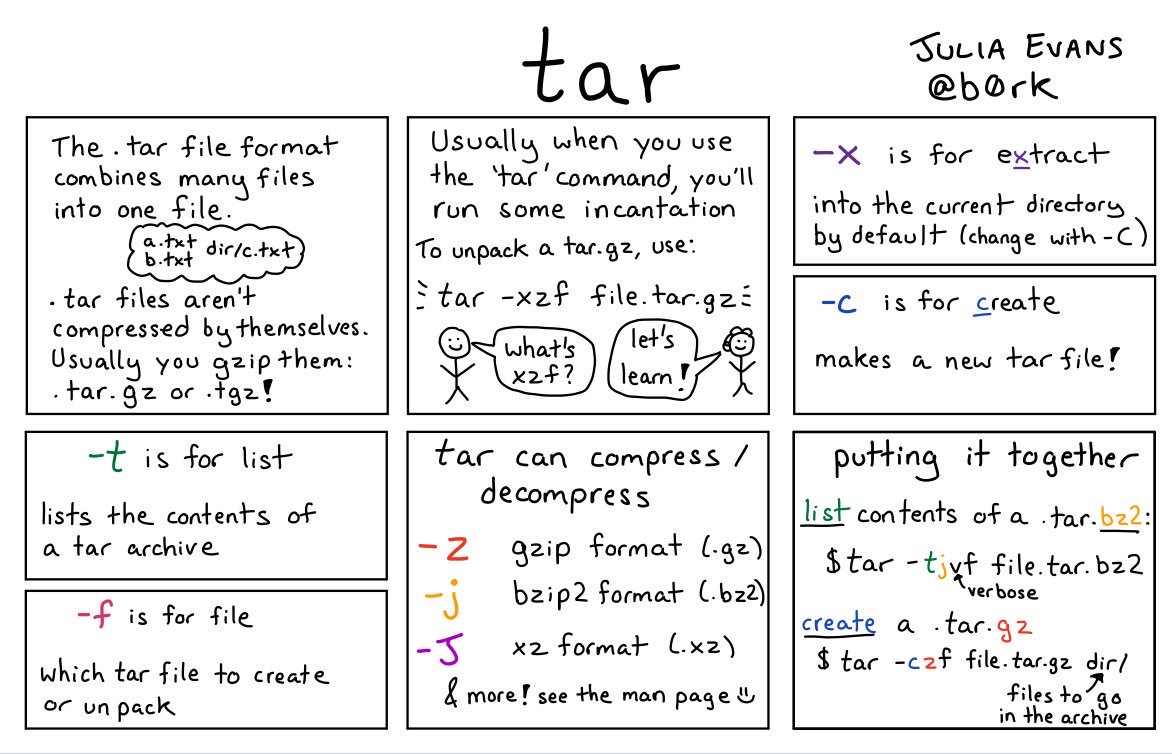 tar
JULIA EVANS
@b0rk
The .tar file format
combines many files
into one file.
a.txt
b.txt
dir/c.txt
.tar files aren't
compressed by themselves.
Usually you gzip them:
.tar.gz or .tgz!
Usually when you use
the 'tar' command, you'll
run some incantation
To unpack a tar.gz, use:
tar -xzf file.tar.gz
what's
xzf?
let's
learn!
-x is for extract
into the current directory
by default (change with -C)
-c is for create
makes a new tar file!
-t is for list
lists the contents of
a tar archive
-f is for file
which tar file to create
or unpack
tar can compress /
decompress
-z gzip format (.gz)
-j bzip2 format (.bz2)
-J xz format (.xz)
& more! see the man page
putting it together
list contents of a .tar.bz2:
$ tar -tjvf file.tar.bz2
verbose
create a .tar.gz
$ tar -czf file.tar.gz dir/
files to go
in the archive